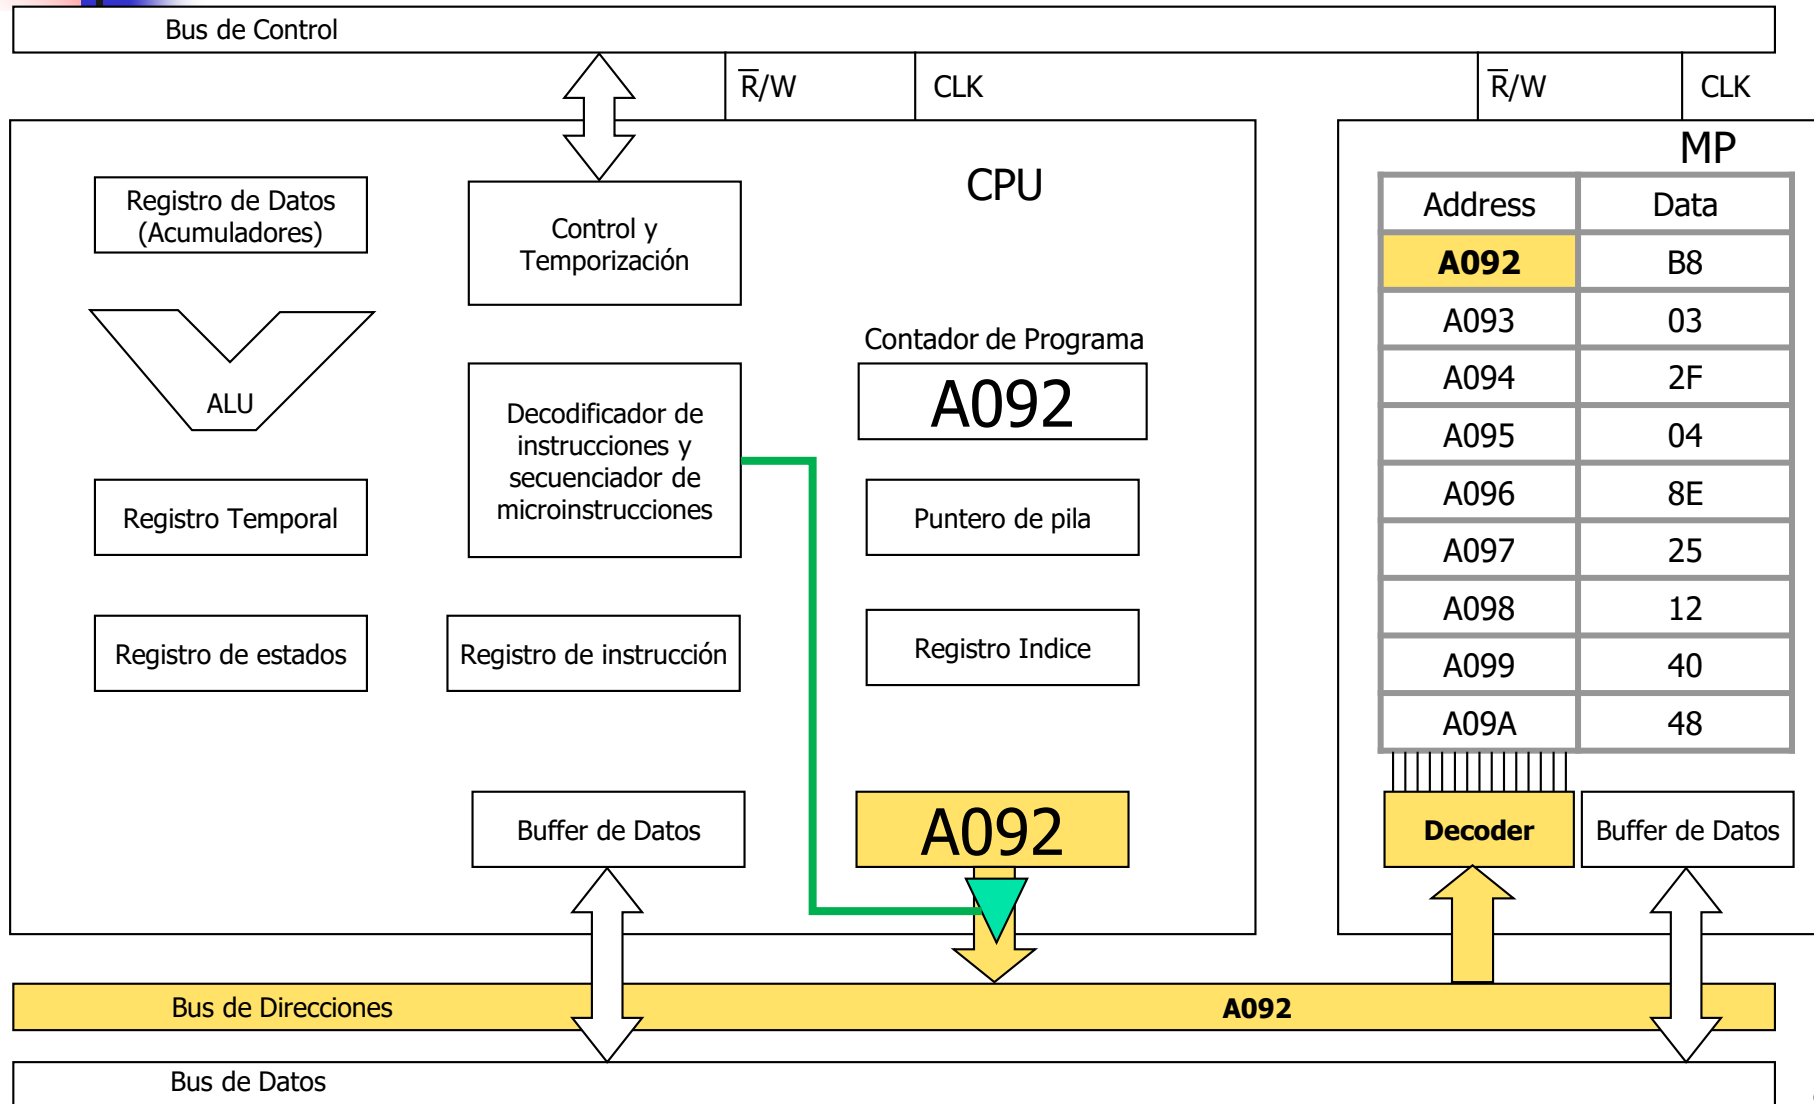 Bus de Control
R̅/W
CLK
R̅/W
CLK
CPU
Registro de Datos
(Acumuladores)
Control y
Temporización
ALU
Decodificador de
instrucciones y
secuenciador de
microinstrucciones
Contador de Programa
A092
Registro Temporal
Puntero de pila
Registro de estados
Registro de instrucción
Registro Indice
Buffer de Datos
A092
MP
Address Data
A092 B8
A093 03
A094 2F
A095 04
A096 8E
A097 25
A098 12
A099 40
A09A 48
Decoder
Buffer de Datos
Bus de Direcciones
A092
Bus de Datos